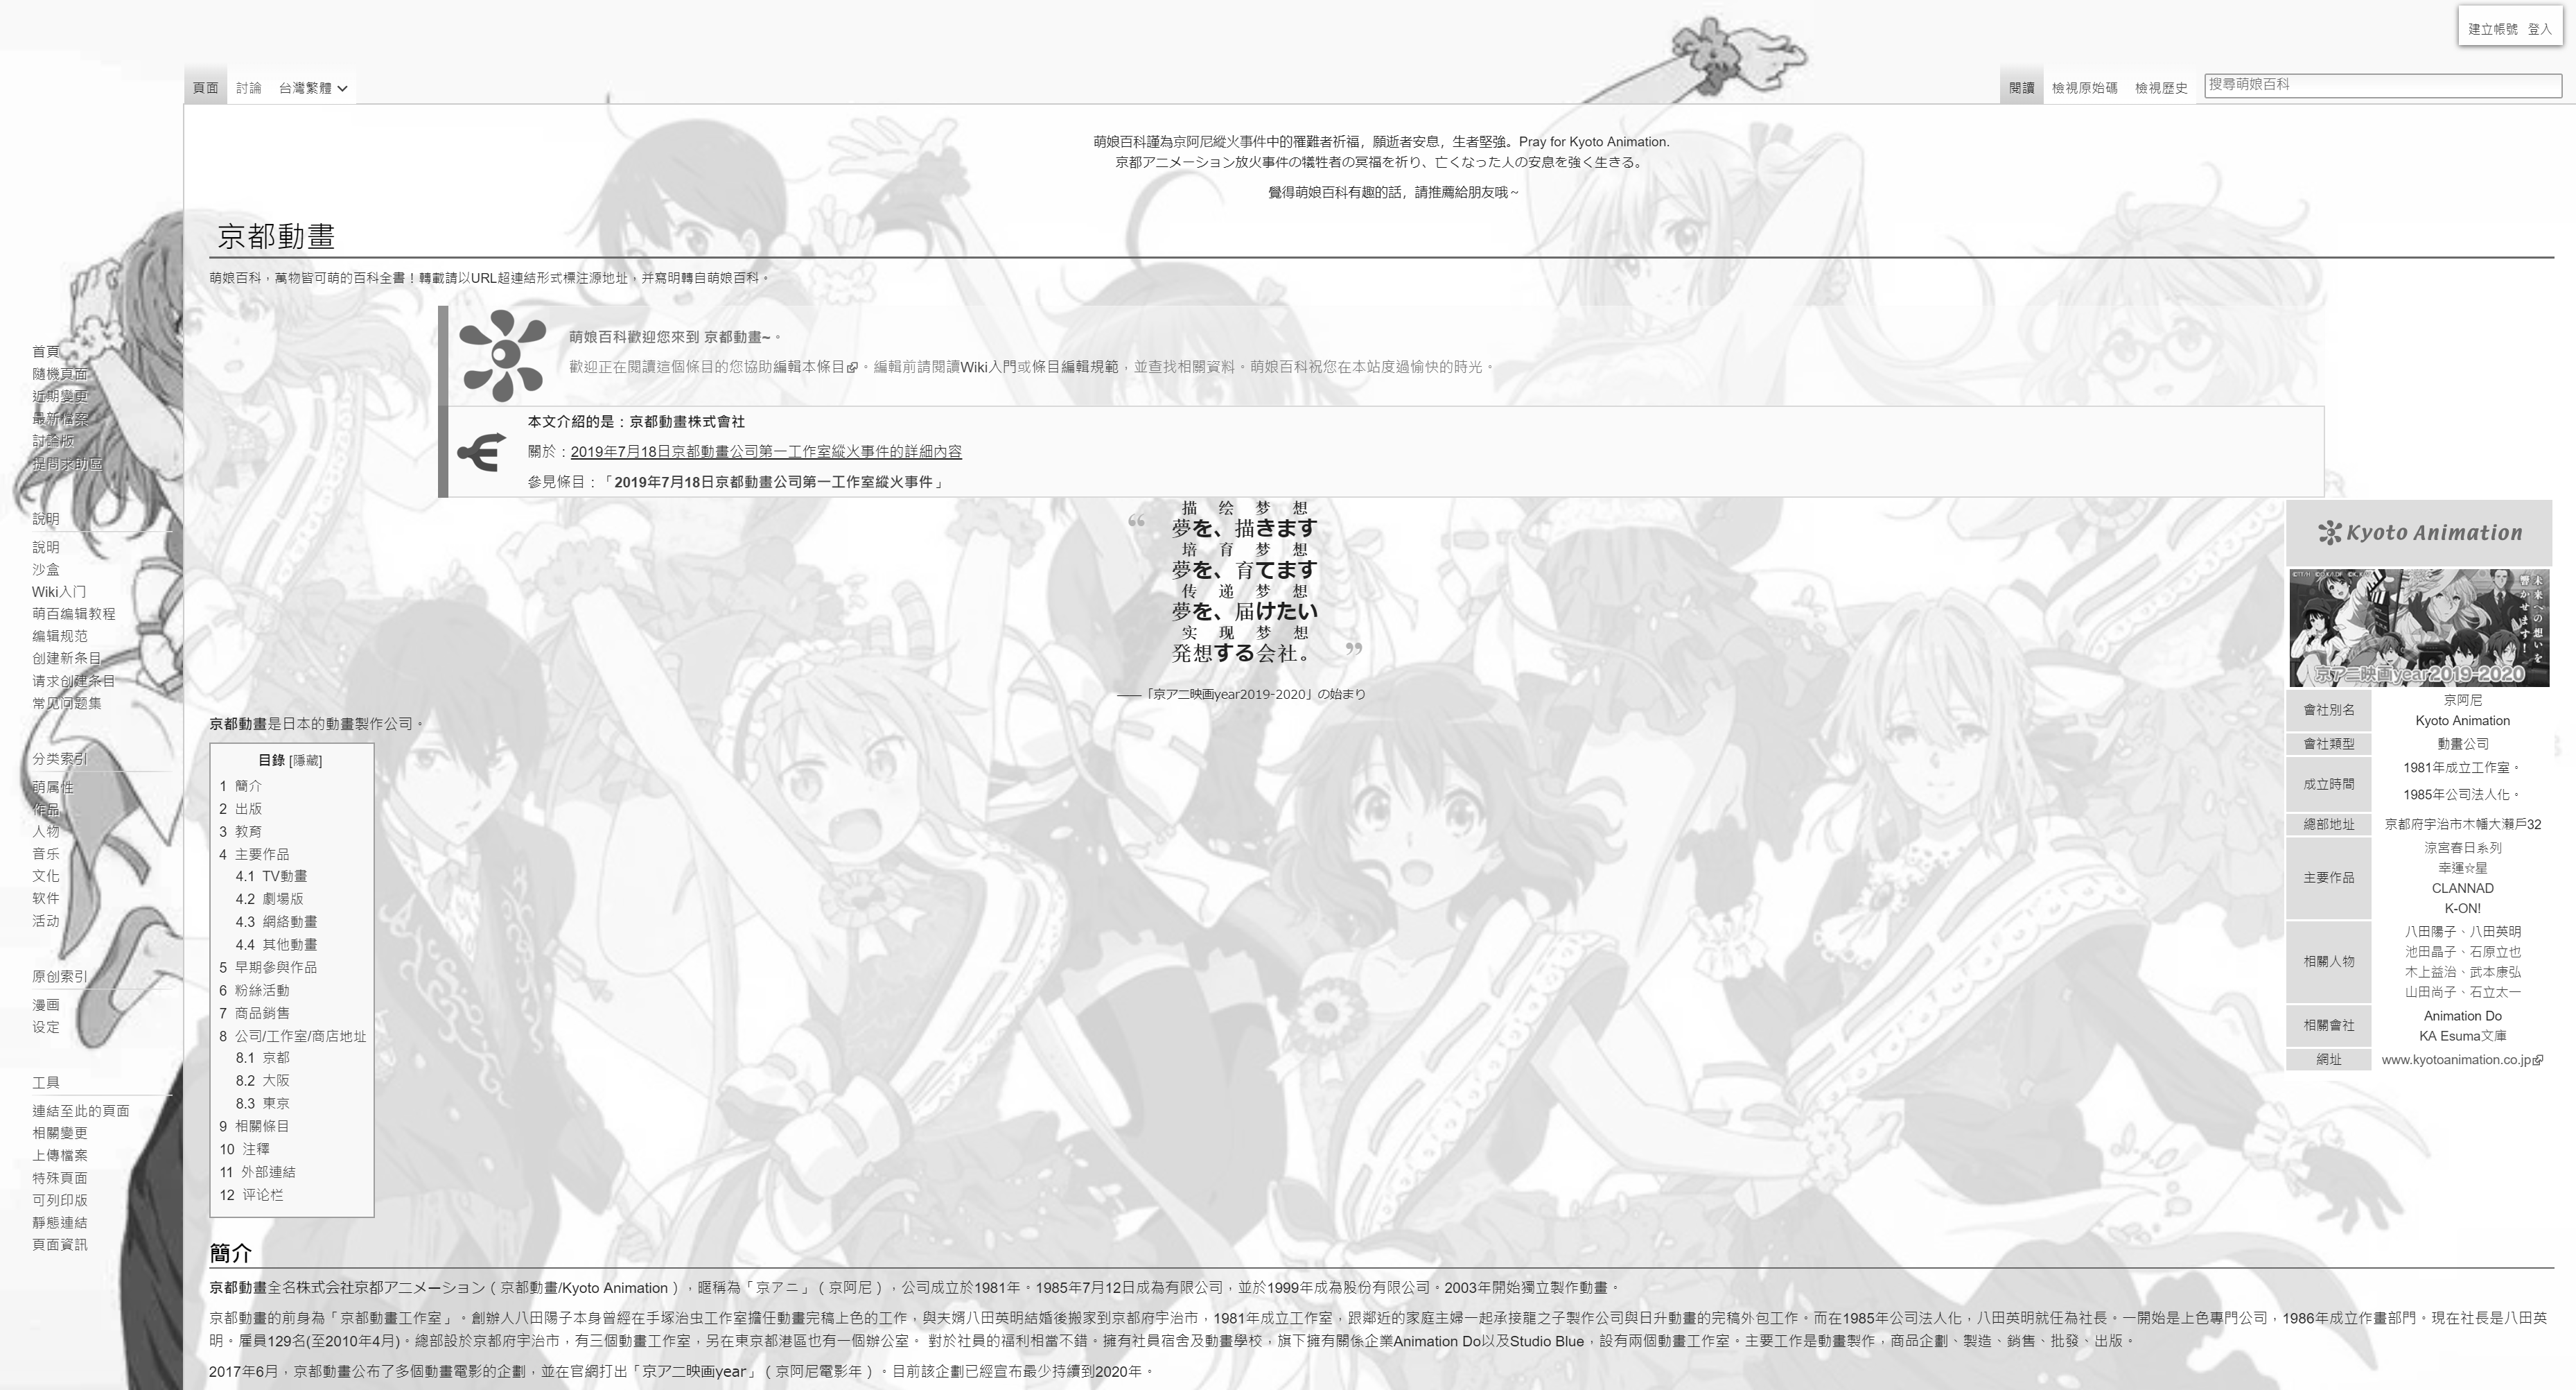 建立帳號 登入
頁面 討論 台灣繁體
閱讀 檢視原始碼 檢視歷史 搜尋萌娘百科
萌娘百科謹為京阿尼縱火事件中的罹難者祈福，願逝者安息，生者堅強。Pray for Kyoto Animation.
京都アニメーション放火事件の犠牲者の冥福を祈り、亡くなった人の安息を強く生きる。
覺得萌娘百科有趣的話，請推薦給朋友哦～
京都動畫
萌娘百科，萬物皆可萌的百科全書！轉載請以URL超連結形式標注源地址，并寫明轉自萌娘百科。
萌娘百科歡迎您來到 京都動畫~。
歡迎正在閱讀這個條目的您協助編輯本條目。編輯前請閱讀Wiki入門或條目編輯規範，並查找相關資料。萌娘百科祝您在本站度過愉快的時光。
本文介紹的是：京都動畫株式會社
關於：2019年7月18日京都動畫公司第一工作室縱火事件的詳細內容
參見條目：「2019年7月18日京都動畫公司第一工作室縱火事件」
首頁
隨機頁面
近期變更
最新檔案
討論版
提問求助區
說明
說明
沙盒
Wiki入门
萌百编辑教程
编辑规范
创建新条目
请求创建条目
常见问题集
分类索引
萌属性
作品
人物
音乐
文化
软件
活动
原创索引
漫画
设定
工具
連結至此的頁面
相關變更
上傳檔案
特殊頁面
可列印版
靜態連結
頁面資訊
“
描绘梦想
夢を、描きます
培育梦想
夢を、育てます
传递梦想
夢を、届けたい
实现梦想
発想する会社。
”
——「京アニ映画year2019-2020」の始まり
京都動畫是日本的動畫製作公司。
目錄 [隱藏]
1 簡介
2 出版
3 教育
4 主要作品
4.1 TV動畫
4.2 劇場版
4.3 網絡動畫
4.4 其他動畫
5 早期參與作品
6 粉絲活動
7 商品銷售
8 公司/工作室/商店地址
8.1 京都
8.2 大阪
8.3 東京
9 相關條目
10 注釋
11 外部連結
12 评论栏
Kyoto Animation
未来への想いを
響かせます！
京アニ映画year2019-2020
會社別名 京阿尼
Kyoto Animation
會社類型 動畫公司
成立時間 1981年成立工作室。
1985年公司法人化。
總部地址 京都府宇治市木幡大瀨戶32
主要作品 涼宮春日系列
幸運☆星
CLANNAD
K-ON!
相關人物 八田陽子、八田英明
池田晶子、石原立也
木上益治、武本康弘
山田尚子、石立太一
相關會社 Animation Do
KA Esuma文庫
網址 www.kyotoanimation.co.jp
簡介
京都動畫全名株式会社京都アニメーション（京都動畫/Kyoto Animation），暱稱為「京アニ」（京阿尼），公司成立於1981年。1985年7月12日成為有限公司，並於1999年成為股份有限公司。2003年開始獨立製作動畫。
京都動畫的前身為「京都動畫工作室」。創辦人八田陽子本身曾經在手塚治虫工作室擔任動畫完稿上色的工作，與夫婿八田英明結婚後搬家到京都府宇治市，1981年成立工作室，跟鄰近的家庭主婦一起承接龍之子製作公司與日升動畫的完稿外包工作。而在1985年公司法人化，八田英明就任為社長。一開始是上色專門公司，1986年成立作畫部門。現在社長是八田英
明。雇員129名(至2010年4月)。總部設於京都府宇治市，有三個動畫工作室，另在東京都港區也有一個辦公室。 對於社員的福利相當不錯。擁有社員宿舍及動畫學校，旗下擁有關係企業Animation Do以及Studio Blue，設有兩個動畫工作室。主要工作是動畫製作，商品企劃、製造、銷售、批發、出版。
2017年6月，京都動畫公布了多個動畫電影的企劃，並在官網打出「京アニ映画year」（京阿尼電影年）。目前該企劃已經宣布最少持續到2020年。